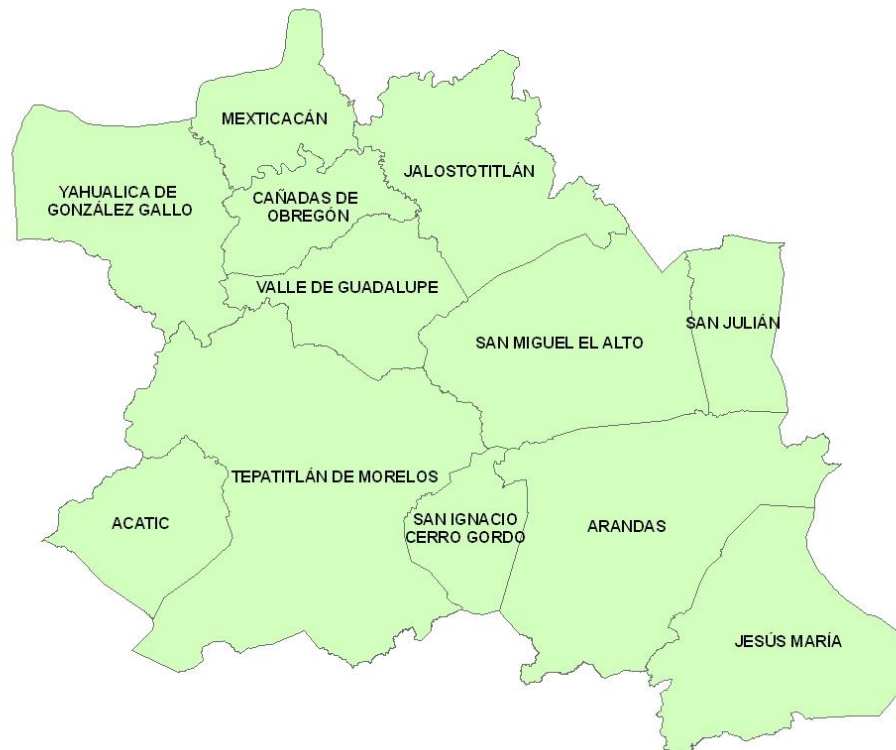 MEXTICACÁN
JALOSTOTITLÁN
YAHUALICA DE
GONZÁLEZ GALLO
CAÑADAS DE
OBREGÓN
VALLE DE GUADALUPE
SAN JULIÁN
SAN MIGUEL EL ALTO
TEPATITLÁN DE MORELOS
ACATIC
SAN IGNACIO
CERRO GORDO
ARANDAS
JESÚS MARÍA